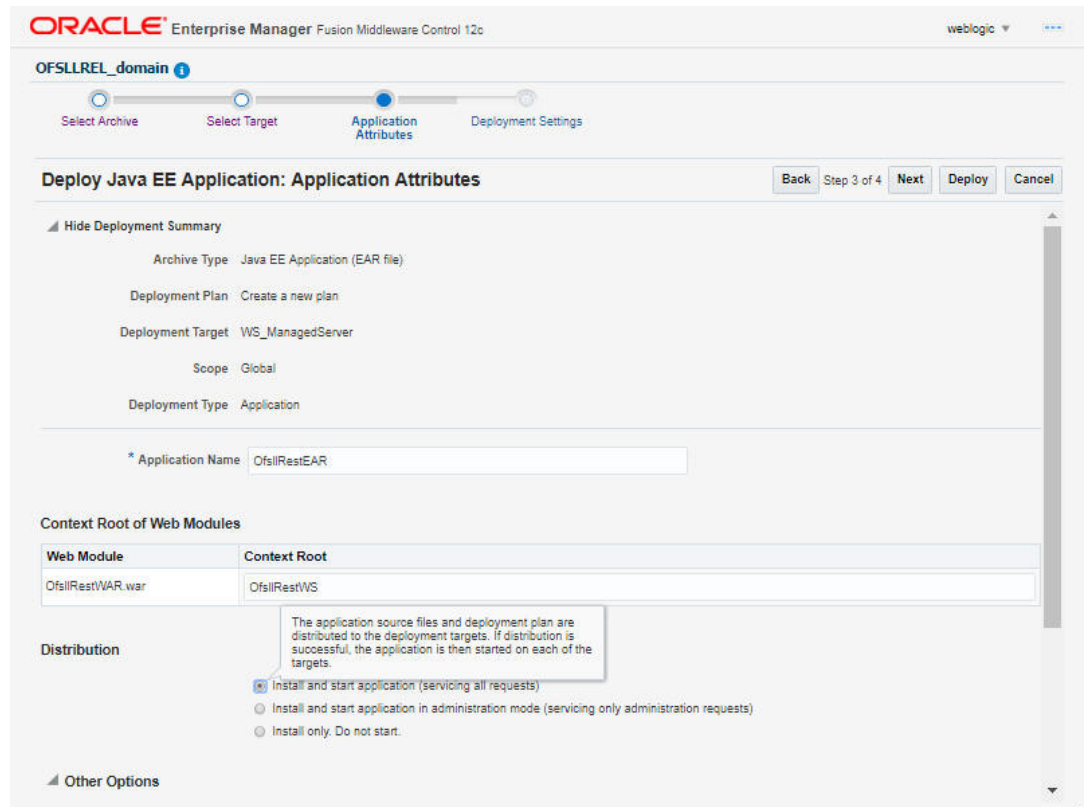 ORACLE® Enterprise Manager Fusion Middleware Control 12c
weblogic
OFSLLREL_domain
Select Archive
Select Target
Application
Attributes
Deployment Settings
Deploy Java EE Application: Application Attributes
Back Step 3 of 4 Next Deploy Cancel
Hide Deployment Summary
Archive Type Java EE Application (EAR file)
Deployment Plan Create a new plan
Deployment Target WS_ManagedServer
Scope Global
Deployment Type Application
* Application Name OfsllRestEAR
Context Root of Web Modules
Web Module Context Root
OfsllRestWAR.war OfsllRestWS
The application source files and deployment plan are
distributed to the deployment targets. If distribution is
successful, the application is then started on each of the
targets.
Distribution
Install and start application (servicing all requests)
Install and start application in administration mode (servicing only administration requests)
Install only. Do not start.
Other Options